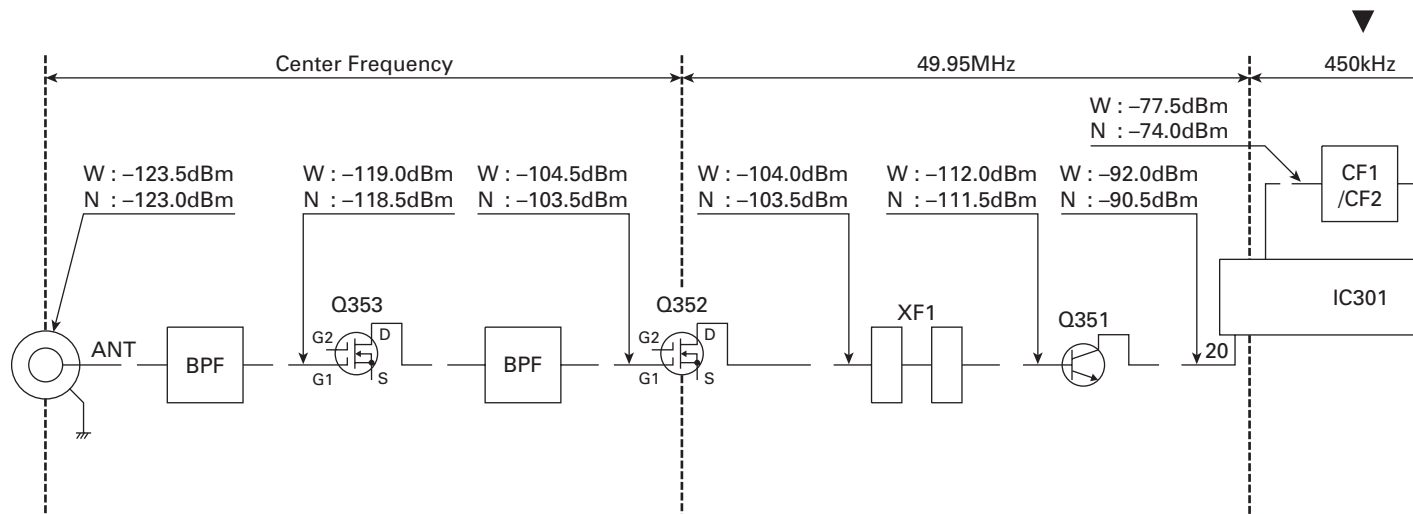 Center Frequency
49.95MHz
450kHz
W : –77.5dBm
N : –74.0dBm
W : –123.5dBm
N : –123.0dBm
W : –119.0dBm
N : –118.5dBm
W : –104.5dBm
N : –103.5dBm
W : –104.0dBm
N : –103.5dBm
W : –112.0dBm
N : –111.5dBm
W : –92.0dBm
N : –90.5dBm
CF1
/CF2
ANT
BPF
Q353
G2
D
G1
S
BPF
Q352
G2
D
G1
S
XF1
Q351
20
IC301